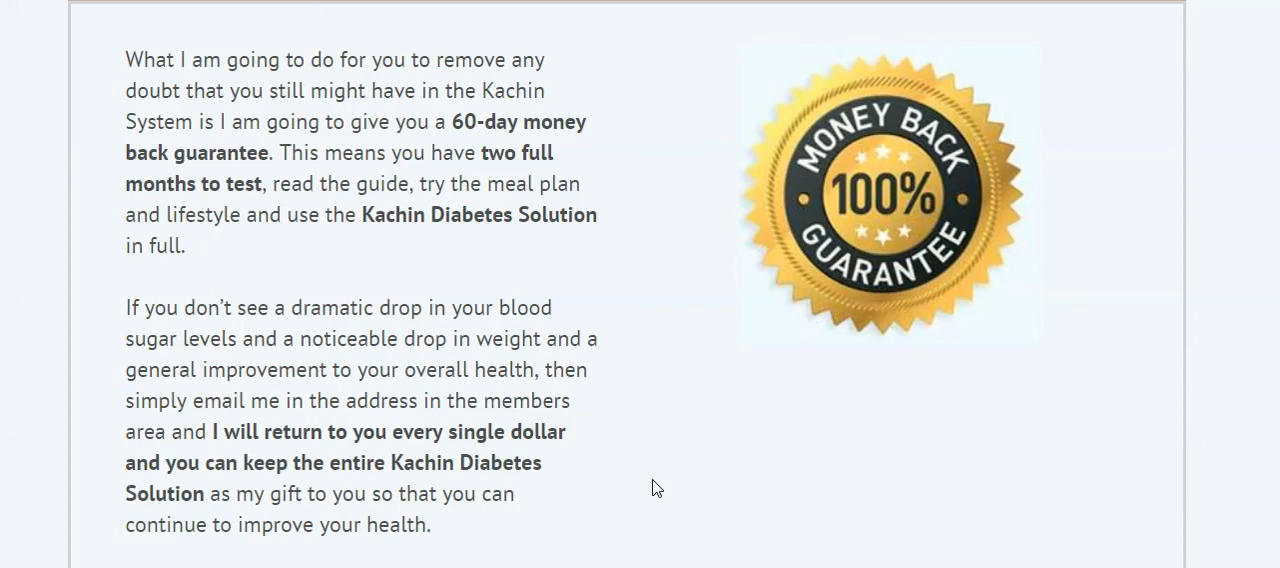 What I am going to do for you to remove any
doubt that you still might have in the Kachin
System is I am going to give you a 60-day money
back guarantee. This means you have two full
months to test, read the guide, try the meal plan
and lifestyle and use the Kachin Diabetes Solution
in full.
If you don’t see a dramatic drop in your blood
sugar levels and a noticeable drop in weight and a
general improvement to your overall health, then
simply email me in the address in the members
area and I will return to you every single dollar
and you can keep the entire Kachin Diabetes
Solution as my gift to you so that you can
continue to improve your health.
MONEY BACK
100%
GUARANTEE